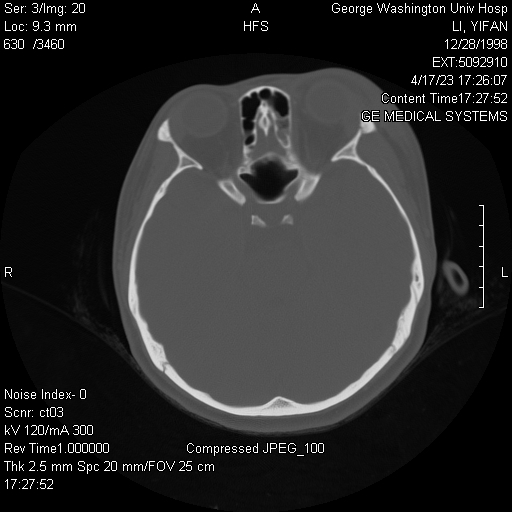 Ser: 3/Img: 20
Loc: 9.3 mm
630 /3460
A
HFS
George Washington Univ Hosp
LI, YIFAN
12/28/1998
EXT:5092910
4/17/23 17:26:07
Content Time17:27:52
GE MEDICAL SYSTEMS
R
L
Noise Index- 0
Scnr: ct03
kV 120/mA 300
Rev Time1.000000
Compressed JPEG_100
Thk 2.5 mm Spc 20 mm/FOV 25 cm
17:27:52